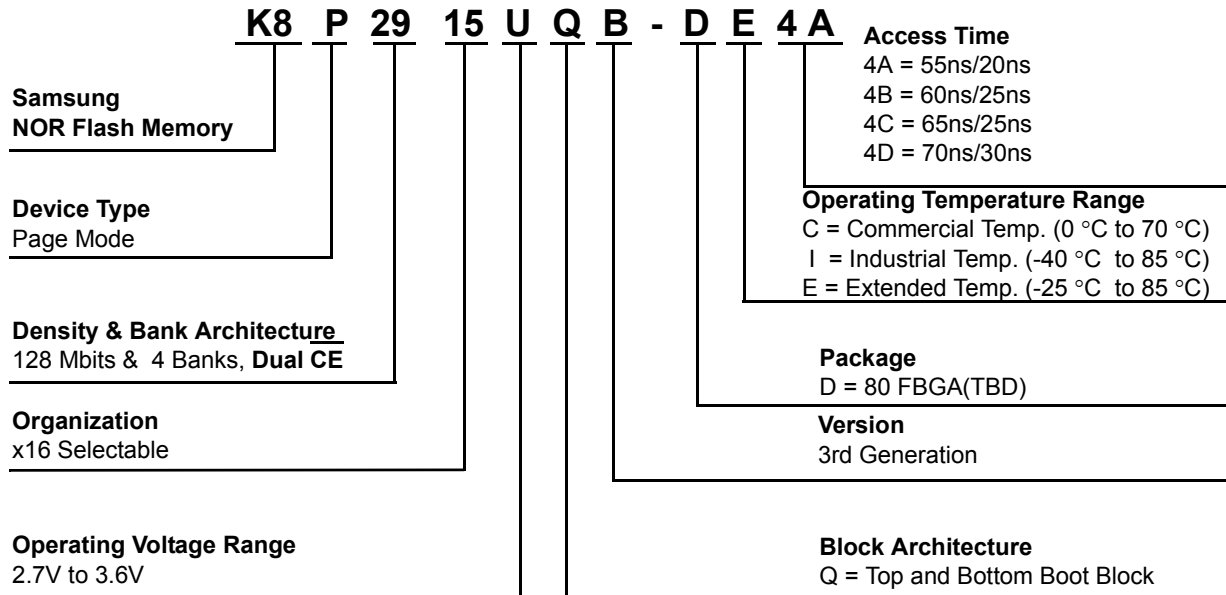 K8 P 29 15 U Q B - D E 4 A
Samsung
NOR Flash Memory
Device Type
Page Mode
Density & Bank Architecture
128 Mbits & 4 Banks, Dual CE
Organization
x16 Selectable
Operating Voltage Range
2.7V to 3.6V
Access Time
4A = 55ns/20ns
4B = 60ns/25ns
4C = 65ns/25ns
4D = 70ns/30ns
Operating Temperature Range
C = Commercial Temp. (0 °C to 70 °C)
I = Industrial Temp. (-40 °C to 85 °C)
E = Extended Temp. (-25 °C to 85 °C)
Package
D = 80 FBGA(TBD)
Version
3rd Generation
Block Architecture
Q = Top and Bottom Boot Block